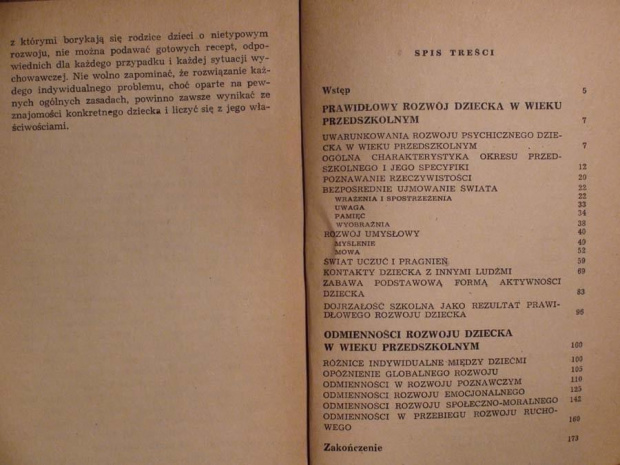 z którymi borykają się rodzice dzieci o nietypowym
rozwoju, nie można podawać gotowych recept, odpo-
wiednich dla każdego przypadku i każdej sytuacji wy-
chowawczej. Nie wolno zapominać, że rozwiązanie każ-
dego indywidualnego problemu, choć oparte na pew-
nych ogólnych zasadach, powinno zawsze wynikać ze
znajomości konkretnego dziecka i liczyć się z jego wła-
ściwościami.
SPIS TREŚCI
Wstęp 5
PRAWIDŁOWY ROZWÓJ DZIECKA W WIEKU
PRZEDSZKOLNYM 7
UWARUNKOWANIA ROZWOJU PSYCHICZNEGO DZIE-
CKA W WIEKU PRZEDSZKOLNYM 7
OGÓLNA CHARAKTERYSTYKA OKRESU PRZED-
SZKOLNEGO I JEGO SPECYFIKI 12
POZNAWANIE RZECZYWISTOŚCI 20
BEZPOŚREDNIE UJMOWANIE ŚWIATA 22
WRAŻENIA I SPOSTRZEŻENIA 22
UWAGA 33
PAMIĘĆ 34
WYOBRAŹNIA 38
ROZWÓJ UMYSŁOWY 40
MYŚLENIE 49
MOWA 52
ŚWIAT UCZUĆ I PRAGNIEŃ 59
KONTAKTY DZIECKA Z INNYMI LUDŹMI 69
ZABAWA PODSTAWOWĄ FORMĄ AKTYWNOŚCI
DZIECKA 83
DOJRZAŁOŚĆ SZKOLNA JAKO REZULTAT PRAWI-
DŁOWEGO ROZWOJU DZIECKA 96
ODMIENNOŚCI ROZWOJU DZIECKA
W WIEKU PRZEDSZKOLNYM 100
RÓŻNICE INDYWIDUALNE MIĘDZY DZIEĆMI 100
OPÓŹNIENIE GLOBALNEGO ROZWOJU 105
ODMIENNOŚCI W ROZWOJU POZNAWCZYM 110
ODMIENNOŚCI ROZWOJU EMOCJONALNEGO 125
ODMIENNOŚCI ROZWOJU SPOŁECZNO-MORALNEGO 142
ODMIENNOŚCI W PRZEBIEGU ROZWOJU RUCHO-
WEGO 160
Zakończenie 173